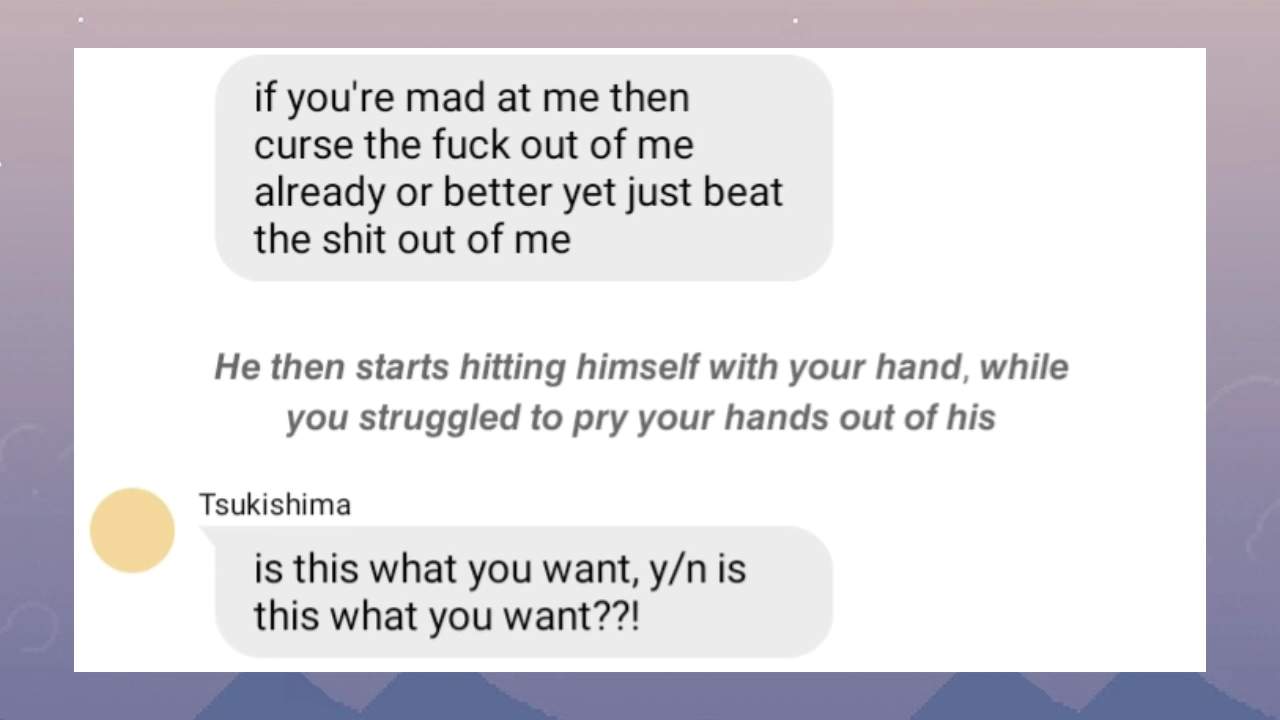 if you're mad at me then
curse the fuck out of me
already or better yet just beat
the shit out of me
He then starts hitting himself with your hand, while
you struggled to pry your hands out of his
Tsukishima
is this what you want, y/n is
this what you want??!